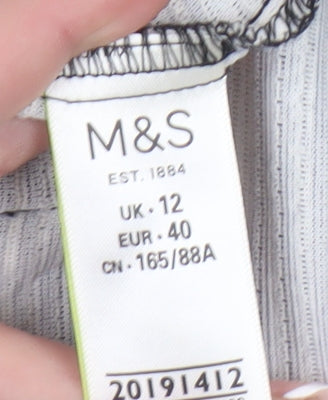 M&S
EST. 1884
UK · 12
EUR · 40
CN · 165/88A
20191412